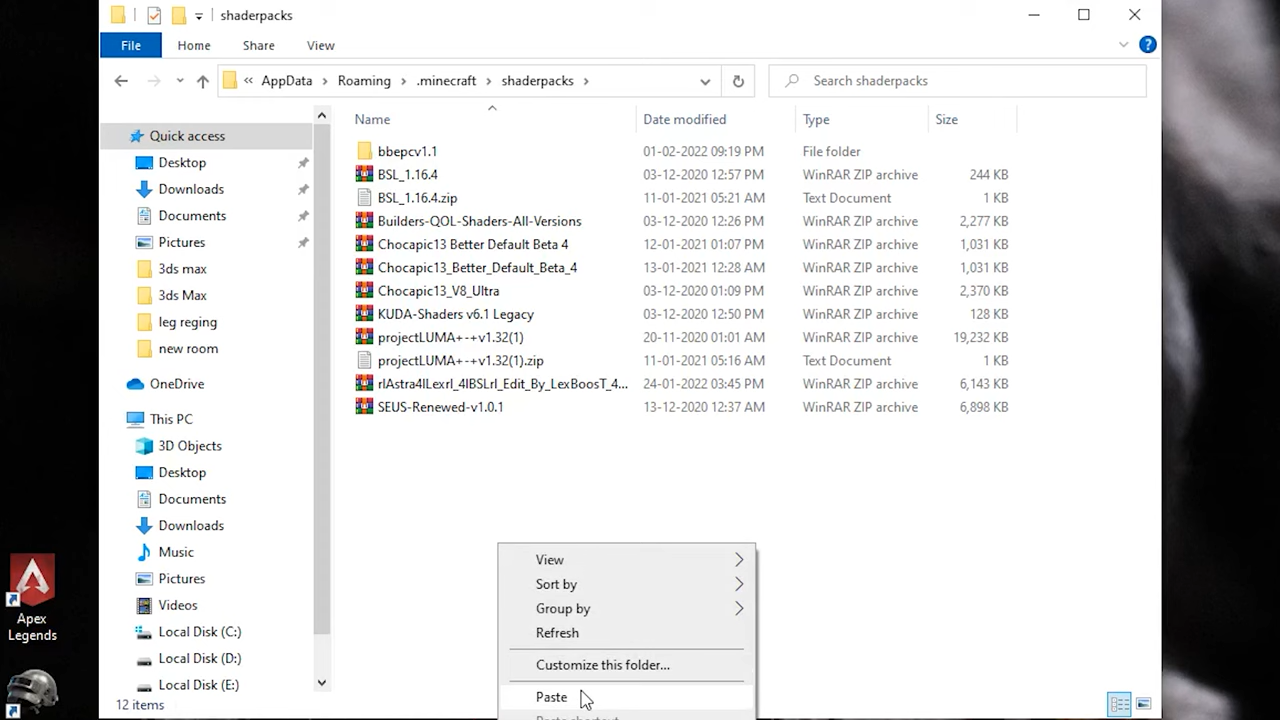 shaderpacks
File Home Share View
« AppData Roaming .minecraft shaderpacks Search shaderpacks
Name Date modified Type Size
Quick access
Desktop
Downloads
Documents
Pictures
3ds max
3ds Max
leg reging
new room
OneDrive
This PC
3D Objects
Desktop
Documents
Downloads
Music
Pictures
Videos
Local Disk (C:)
Local Disk (D:)
Local Disk (E:)
bbepcv1.1 01-02-2022 09:19 PM File folder
BSL_1.16.4 03-12-2020 12:57 PM WinRAR ZIP archive 244 KB
BSL_1.16.4.zip 11-01-2021 05:21 AM Text Document 1 KB
Builders-QOL-Shaders-All-Versions 03-12-2020 12:26 PM WinRAR ZIP archive 2,277 KB
Chocapic13 Better Default Beta 4 12-01-2021 01:07 PM WinRAR ZIP archive 1,031 KB
Chocapic13_Better_Default_Beta_4 13-01-2021 12:28 AM WinRAR ZIP archive 1,031 KB
Chocapic13_V8_Ultra 03-12-2020 01:09 PM WinRAR ZIP archive 2,370 KB
KUDA-Shaders v6.1 Legacy 03-12-2020 12:50 PM WinRAR ZIP archive 128 KB
projectLUMA+-+v1.32(1) 20-11-2020 01:01 AM WinRAR ZIP archive 19,232 KB
projectLUMA+-+v1.32(1).zip 11-01-2021 05:16 AM Text Document 1 KB
24-01-2022 03:45 PM WinRAR ZIP archive 6,143 KB
SEUS-Renewed-v1.0.1 13-12-2020 12:37 AM WinRAR ZIP archive 6,898 KB
View
Sort by
Group by
Refresh
Customize this folder...
Paste
12 items
Apex
Legends